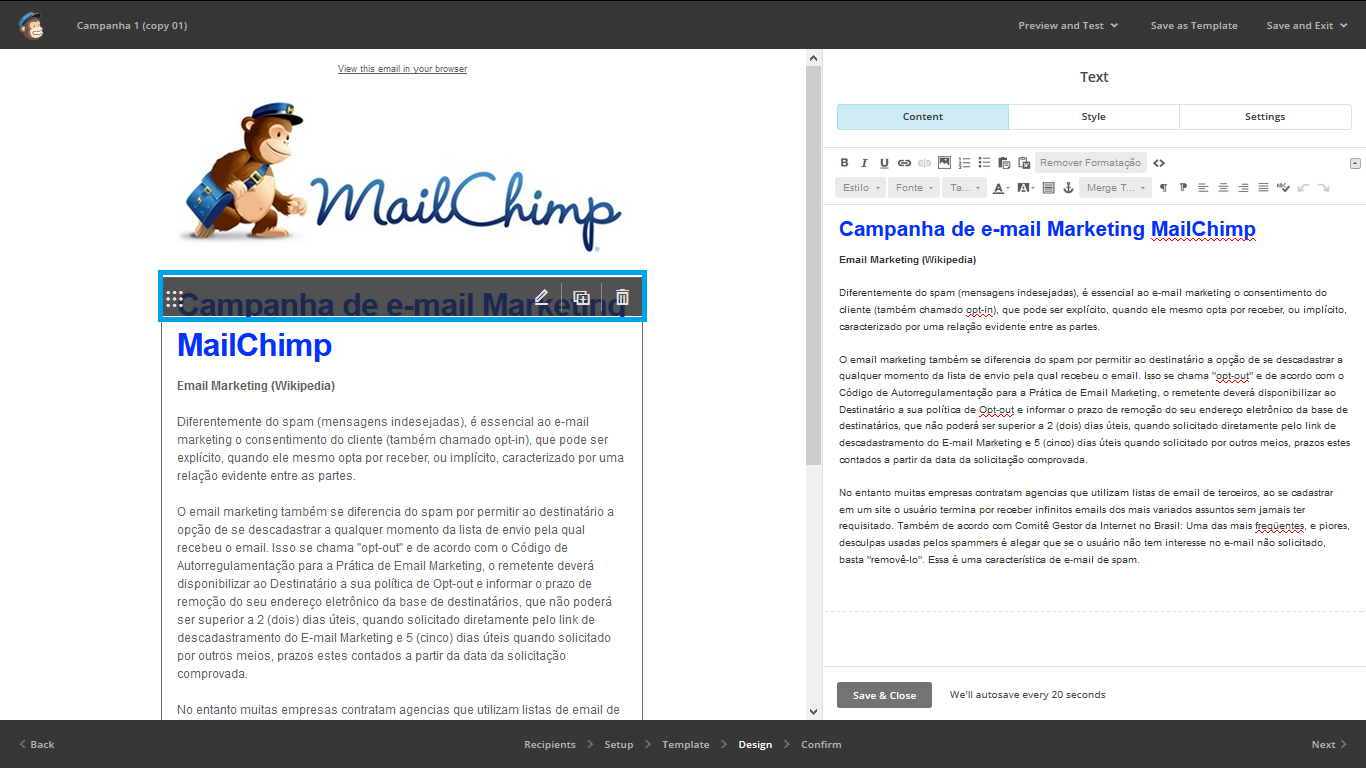 Campanha 1 (copy 01)
Preview and Test
Save as Template
Save and Exit
View this email in your browser
MailChimp
Campanha de e-mail Marketing
MailChimp
Email Marketing (Wikipedia)
Diferentemente do spam (mensagens indesejadas), é essencial ao e-mail
marketing o consentimento do cliente (também chamado opt-in), que pode ser
explícito, quando ele mesmo opta por receber, ou implícito, caracterizado por uma
relação evidente entre as partes.
O email marketing também se diferencia do spam por permitir ao destinatário a
opção de se descadastrar a qualquer momento da lista de envio pela qual
recebeu o email. Isso se chama "opt-out" e de acordo com o Código de
Autorregulamentação para a Prática de Email Marketing, o remetente deverá
disponibilizar ao Destinatário a sua política de Opt-out e informar o prazo de
remoção do seu endereço eletrônico da base de destinatários, que não poderá
ser superior a 2 (dois) dias úteis, quando solicitado diretamente pelo link de
descadastramento do E-mail Marketing e 5 (cinco) dias úteis quando solicitado
por outros meios, prazos estes contados a partir da data da solicitação
comprovada.
No entanto muitas empresas contratam agencias que utilizam listas de email de
Text
Content
Style
Settings
B I U
Remover Formatação
Estilo
Fonte
Ta...
A
A
Merge T...
Campanha de e-mail Marketing MailChimp
Email Marketing (Wikipedia)
Diferentemente do spam (mensagens indesejadas), é essencial ao e-mail marketing o consentimento do
cliente (também chamado opt-in), que pode ser explícito, quando ele mesmo opta por receber, ou implícito,
caracterizado por uma relação evidente entre as partes.
O email marketing também se diferencia do spam por permitir ao destinatário a opção de se descadastrar a
qualquer momento da lista de envio pela qual recebeu o email. Isso se chama "opt-out" e de acordo com o
Código de Autorregulamentação para a Prática de Email Marketing, o remetente deverá disponibilizar ao
Destinatário a sua política de Opt-out e informar o prazo de remoção do seu endereço eletrônico da base de
destinatários, que não poderá ser superior a 2 (dois) dias úteis, quando solicitado diretamente pelo link de
descadastramento do E-mail Marketing e 5 (cinco) dias úteis quando solicitado por outros meios, prazos estes
contados a partir da data da solicitação comprovada.
No entanto muitas empresas contratam agencias que utilizam listas de email de terceiros, ao se cadastrar
em um site o usuário termina por receber infinitos emails dos mais variados assuntos sem jamais ter
requisitado. Também de acordo com Comitê Gestor da Internet no Brasil: Uma das mais freqüentes, e piores,
desculpas usadas pelos spammers é alegar que se o usuário não tem interesse no e-mail não solicitado,
basta "removê-lo". Essa é uma característica de e-mail de spam.
Save & Close
We'll autosave every 20 seconds
Back
Recipients
Setup
Template
Design
Confirm
Next